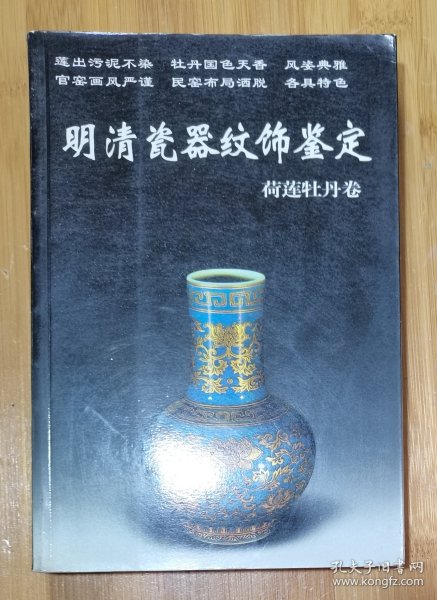 莲出污泥不染 牡丹国色天香 风姿典雅
官窑画风严谨 民窑布局洒脱 各具特色
明清瓷器纹饰鉴定
荷莲牡丹卷
孔夫子旧书网
www.kongfz.com